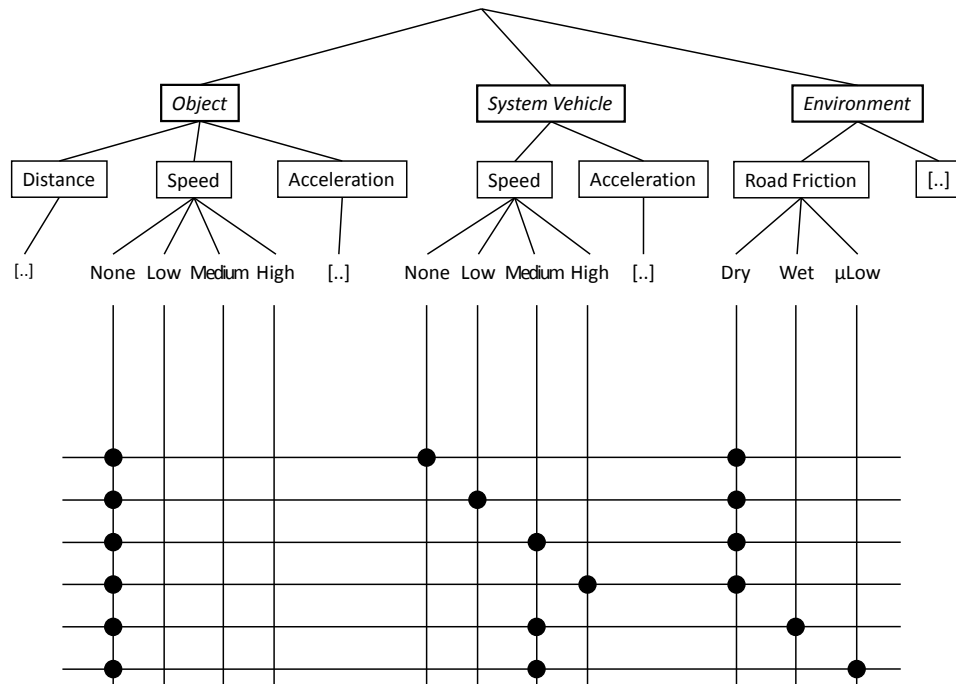 Object System Vehicle Environment
Distance Speed Acceleration Speed Acceleration Road Friction [..]
[..] None Low Medium High [..] None Low Medium High [..] Dry Wet µLow